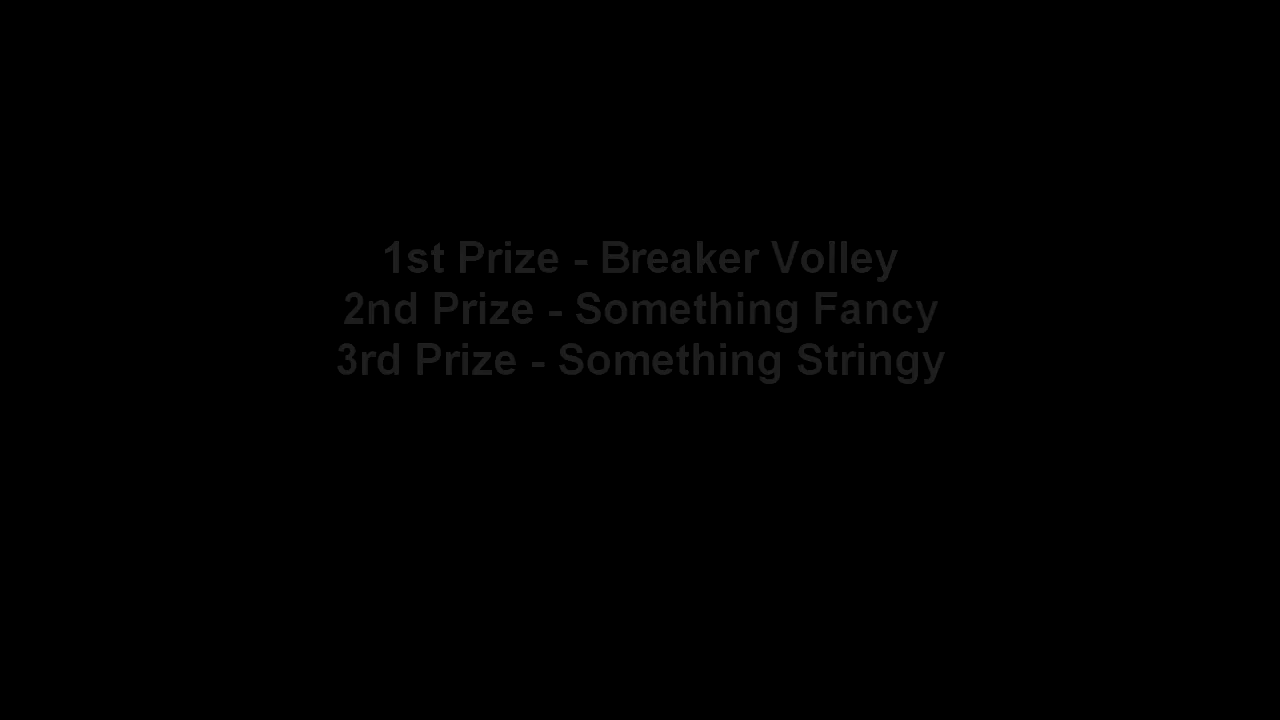 1st Prize - Breaker Volley
2nd Prize - Something Fancy
3rd Prize - Something Stringy